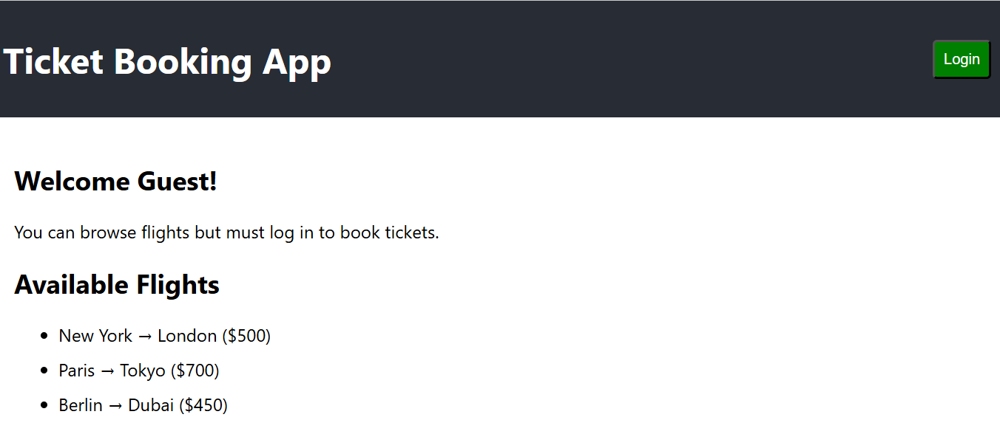 Ticket Booking App
Login
Welcome Guest!
You can browse flights but must log in to book tickets.
Available Flights
• New York → London ($500)
• Paris → Tokyo ($700)
• Berlin → Dubai ($450)